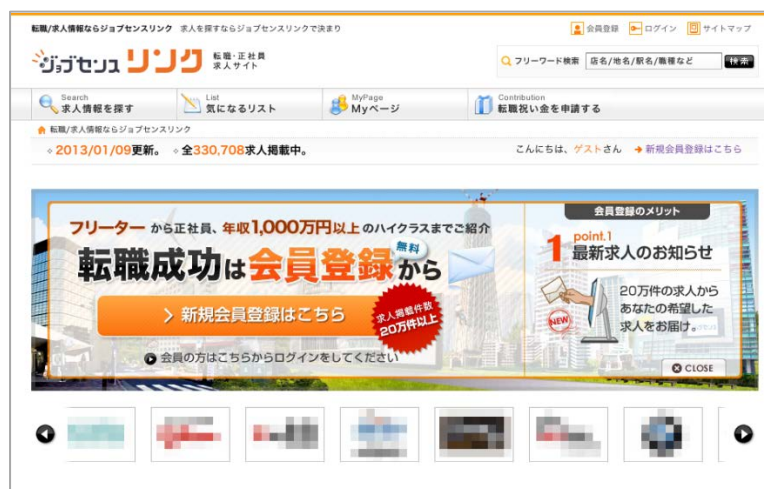 転職/求人情報ならジョブセンスリンク 求人を探すならジョブセンスリンクで決まり
会員登録 ログイン サイトマップ
ジョブセンスリンク 転職・正社員
求人サイト
フリーワード検索 店名/地名/駅名/職種など 検索
Search
求人情報を探す
List
気になるリスト
MyPage
Myページ
Contribution
転職祝い金を申請する
転職/求人情報ならジョブセンスリンク
2013/01/09更新。 全330,708求人掲載中。
こんにちは、ゲストさん 新規会員登録はこちら
フリーター から正社員、年収1,000万円以上のハイクラスまでご紹介
転職成功は会員登録から
無料
新規会員登録はこちら
求人掲載件数
20万件以上
会員の方はこちらからログインをしてください
会員登録のメリット
1 point.1
最新求人のお知らせ
NEW
20万件の求人から
あなたの希望した
求人をお届け。
CLOSE